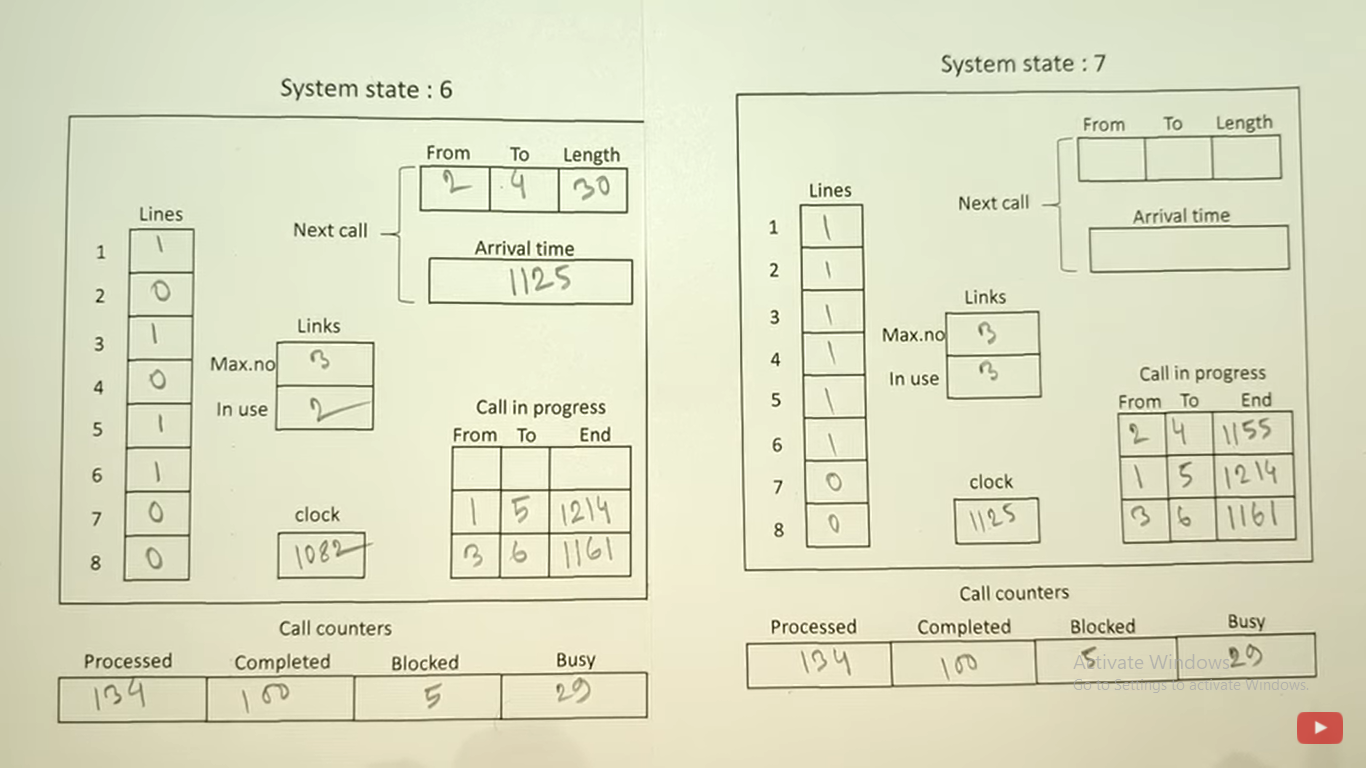 System state : 6
From To Length
2 4 30
Next call
Arrival time
1125
Lines
1 1
2 0
3 1
4 0
5 1
6 1
7 0
8 0
Links
Max.no 3
In use 2
Call in progress
From To End
1 5 1214
3 6 1161
clock
1082
Call counters
Processed Completed Blocked Busy
134 100 5 29
System state : 7
From To Length
Next call
Arrival time
Lines
1 1
2 1
3 1
4 1
5 1
6 1
7 0
8 0
Links
Max.no 3
In use 3
Call in progress
From To End
2 4 1155
1 5 1214
3 6 1161
clock
1125
Call counters
Processed Completed Blocked Busy
134 100 5 29
Activate Windows
Go to Settings to activate Windows.